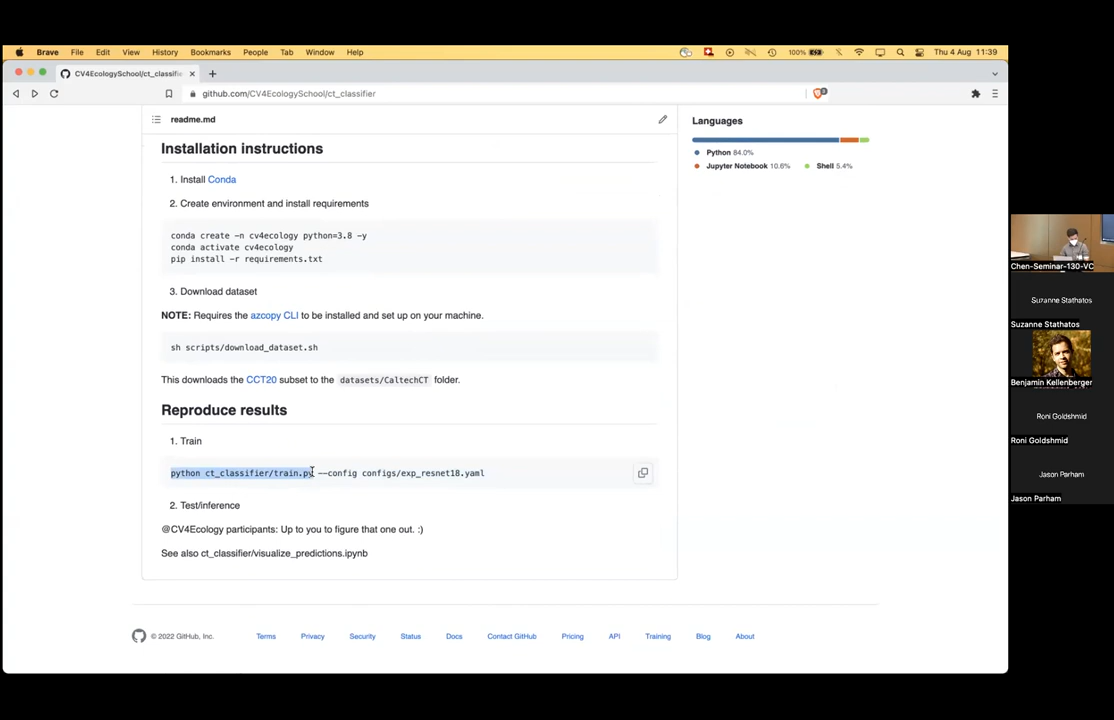 Brave File Edit View History Bookmarks People Tab Window Help 100% Thu 4 Aug 11:39
CV4EcologySchool/ct_classifie
github.com/CV4EcologySchool/ct_classifier
readme.md
Installation instructions
1. Install Conda
2. Create environment and install requirements
conda create -n cv4ecology python=3.8 -y
conda activate cv4ecology
pip install -r requirements.txt
3. Download dataset
NOTE: Requires the azcopy CLI to be installed and set up on your machine.
sh scripts/download_dataset.sh
This downloads the CCT20 subset to the datasets/CaltechCT folder.
Reproduce results
1. Train
python ct_classifier/train.py --config configs/exp_resnet18.yaml
2. Test/inference
@CV4Ecology participants: Up to you to figure that one out. :)
See also ct_classifier/visualize_predictions.ipynb
Languages
Python 84.0%
Jupyter Notebook 10.6% Shell 5.4%
© 2022 GitHub, Inc. Terms Privacy Security Status Docs Contact GitHub Pricing API Training Blog About
Chen-Seminar-130-VC
Suzanne Stathatos
Suzanne Stathatos
Benjamin Kellenberger
Roni Goldshmid
Roni Goldshmid
Jason Parham
Jason Parham